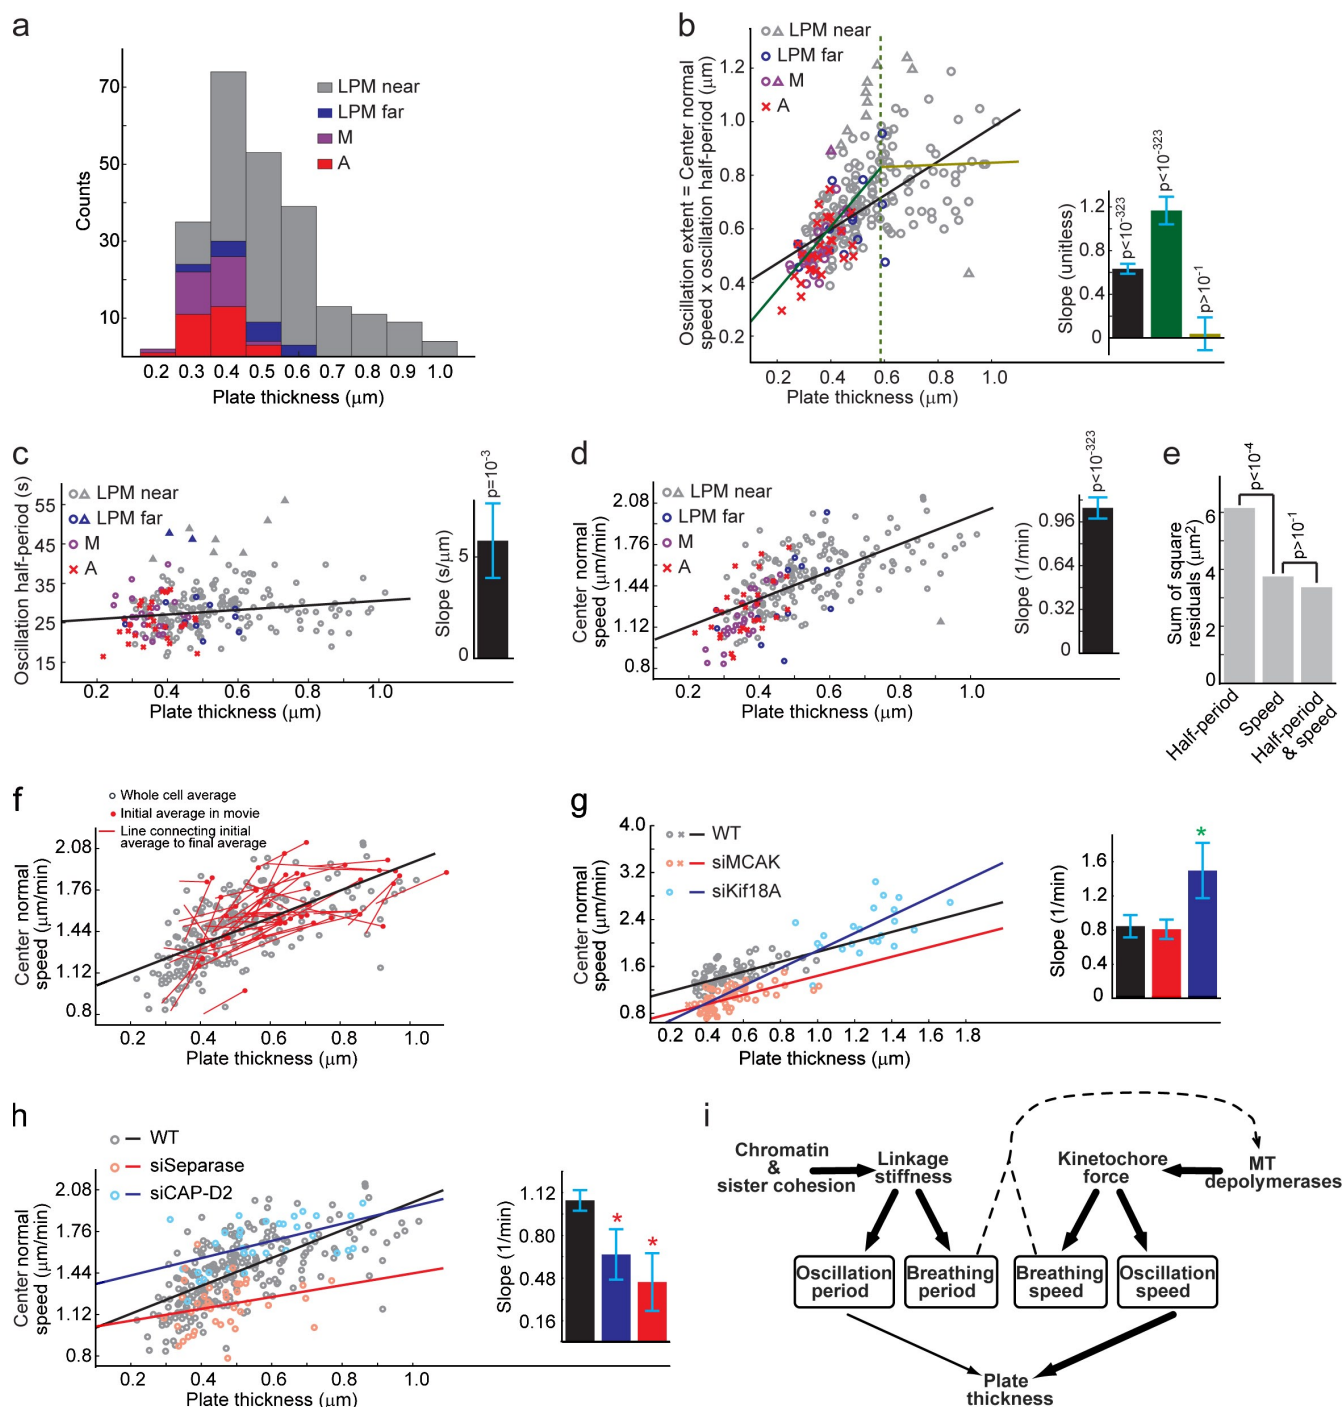 a
70
50
30
10
Counts
LPM near
LPM far
M
A
0.2 0.3 0.4 0.5 0.6 0.7 0.8 0.9 1.0
Plate thickness (μm)
b
Oscillation extent = Center normal
speed x oscillation half-period (μm)
1.2
1.0
0.8
0.6
0.4
0.2
LPM near
LPM far
M
A
0.2 0.4 0.6 0.8 1.0
Plate thickness (μm)
Slope (unitless)
1.2
0.8
0.4
0
p<10-323
p<10-323
p>10-1
c
Oscillation half-period (s)
55
45
35
25
15
LPM near
LPM far
M
A
0.2 0.4 0.6 0.8 1.0
Plate thickness (μm)
Slope (s/μm)
5
0
p=10-3
d
Center normal
speed (μm/min)
2.08
1.76
1.44
1.12
0.8
LPM near
LPM far
M
A
0.2 0.4 0.6 0.8 1.0
Plate thickness (μm)
Slope (1/min)
0.96
0.64
0.32
0
p<10-323
e
Sum of square
residuals (μm2)
6
4
2
0
p<10-4
p>10-1
Half-period
Speed
Half-period
& speed
f
Whole cell average
Initial average in movie
Line connecting initial
average to final average
Center normal
speed (μm/min)
2.08
1.76
1.44
1.12
0.8
0.2 0.4 0.6 0.8 1.0
Plate thickness (μm)
g
Center normal
speed (μm/min)
4.0
3.2
2.4
1.6
0.8
WT
siMCAK
siKif18A
0.2 0.4 0.6 0.8 1.0 1.2 1.4 1.6 1.8
Plate thickness (μm)
Slope (1/min)
1.6
1.2
0.8
0.4
0
*
h
WT
siSeparase
siCAP-D2
Center normal
speed (μm/min)
2.08
1.76
1.44
1.12
0.8
0.2 0.4 0.6 0.8 1.0
Plate thickness (μm)
Slope (1/min)
1.12
0.80
0.48
0.16
*
*
i
Chromatin
&
sister cohesion
Linkage
stiffness
Kinetochore
force
MT
depolymerases
Oscillation
period
Breathing
period
Breathing
speed
Oscillation
speed
Plate
thickness